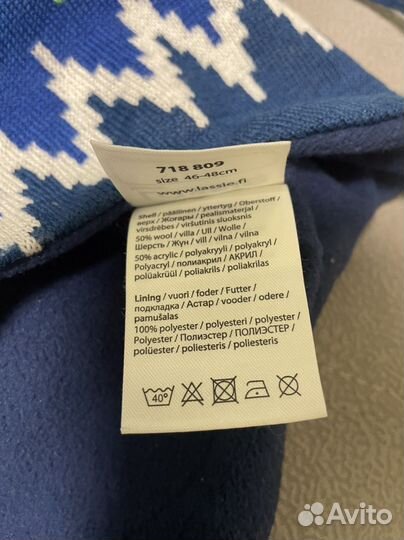 718 809
size 46-48cm
www.lassie.fi
Shell / päällinen / yttertyg / Oberstoff /
верх / Жоғары / pealismaterjal /
virsdrēbes / viršutinis sluoksnis
50% wool / villa / Ull / Wolle /
Шерсть / Жүн / vill / vilna / vilna
50% acrylic / polyakryyli / polyakryl /
Polyacryl / полиакрил / АКРИЛ /
polüakrüül / poliakrils / poliakrilas
Lining / vuori / foder / Futter /
подкладка / Астар / vooder / odere /
pamušalas
100% polyester / polyesteri / polyester /
Polyester / Полиэстер / ПОЛИЭСТЕР /
polüester / poliesteris / poliesteris
40°
Avito